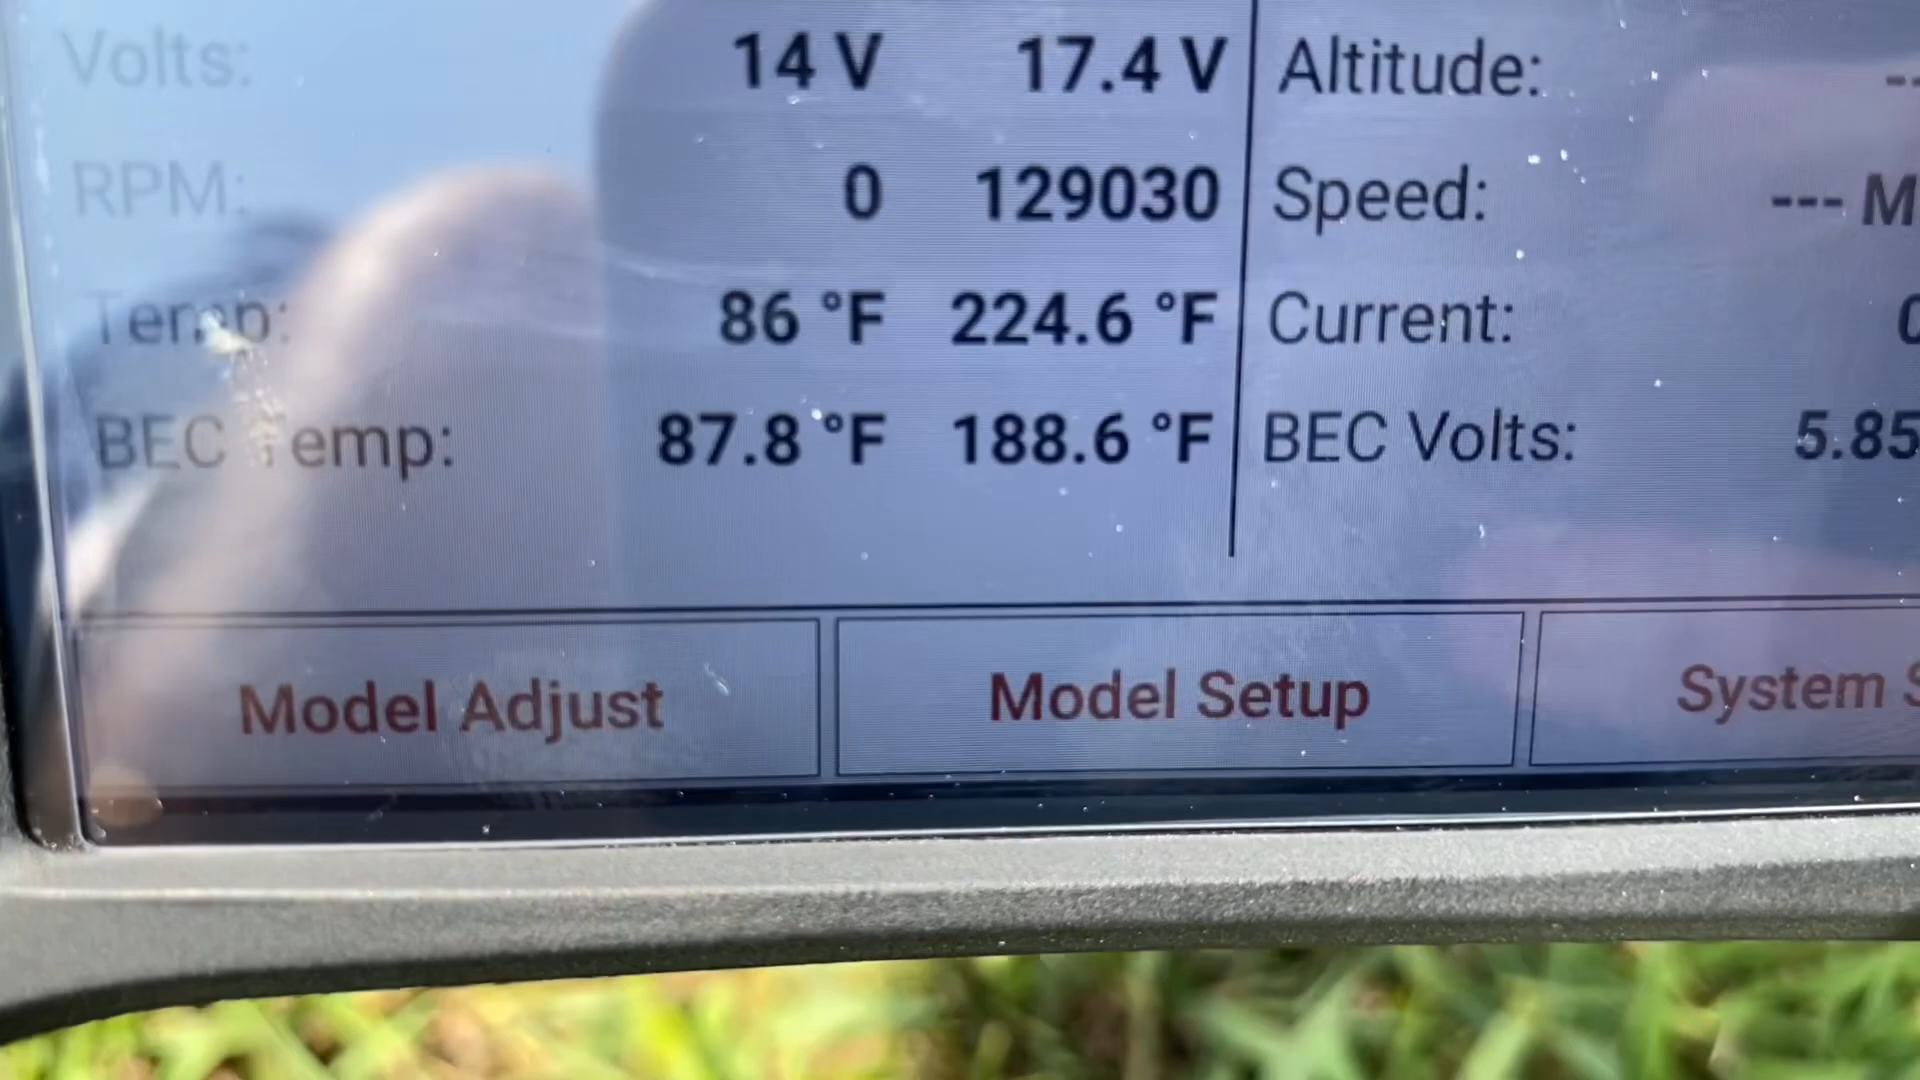 Volts: 14 V 17.4 V Altitude: --
RPM: 0 129030 Speed: --- M
Temp: 86 °F 224.6 °F Current: 0
BEC Temp: 87.8 °F 188.6 °F BEC Volts: 5.85
Model Adjust Model Setup System S